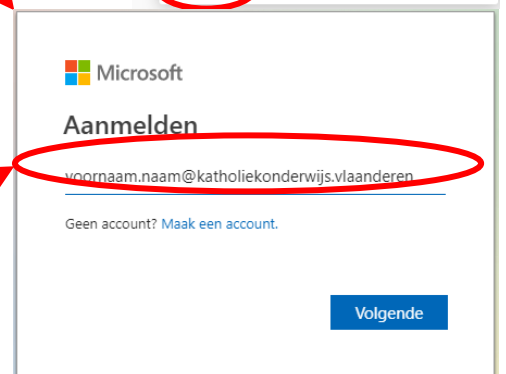 Microsoft
Aanmelden
voornaam.naam@katholiekonderwijs.vlaanderen
Geen account? Maak een account.
Volgende